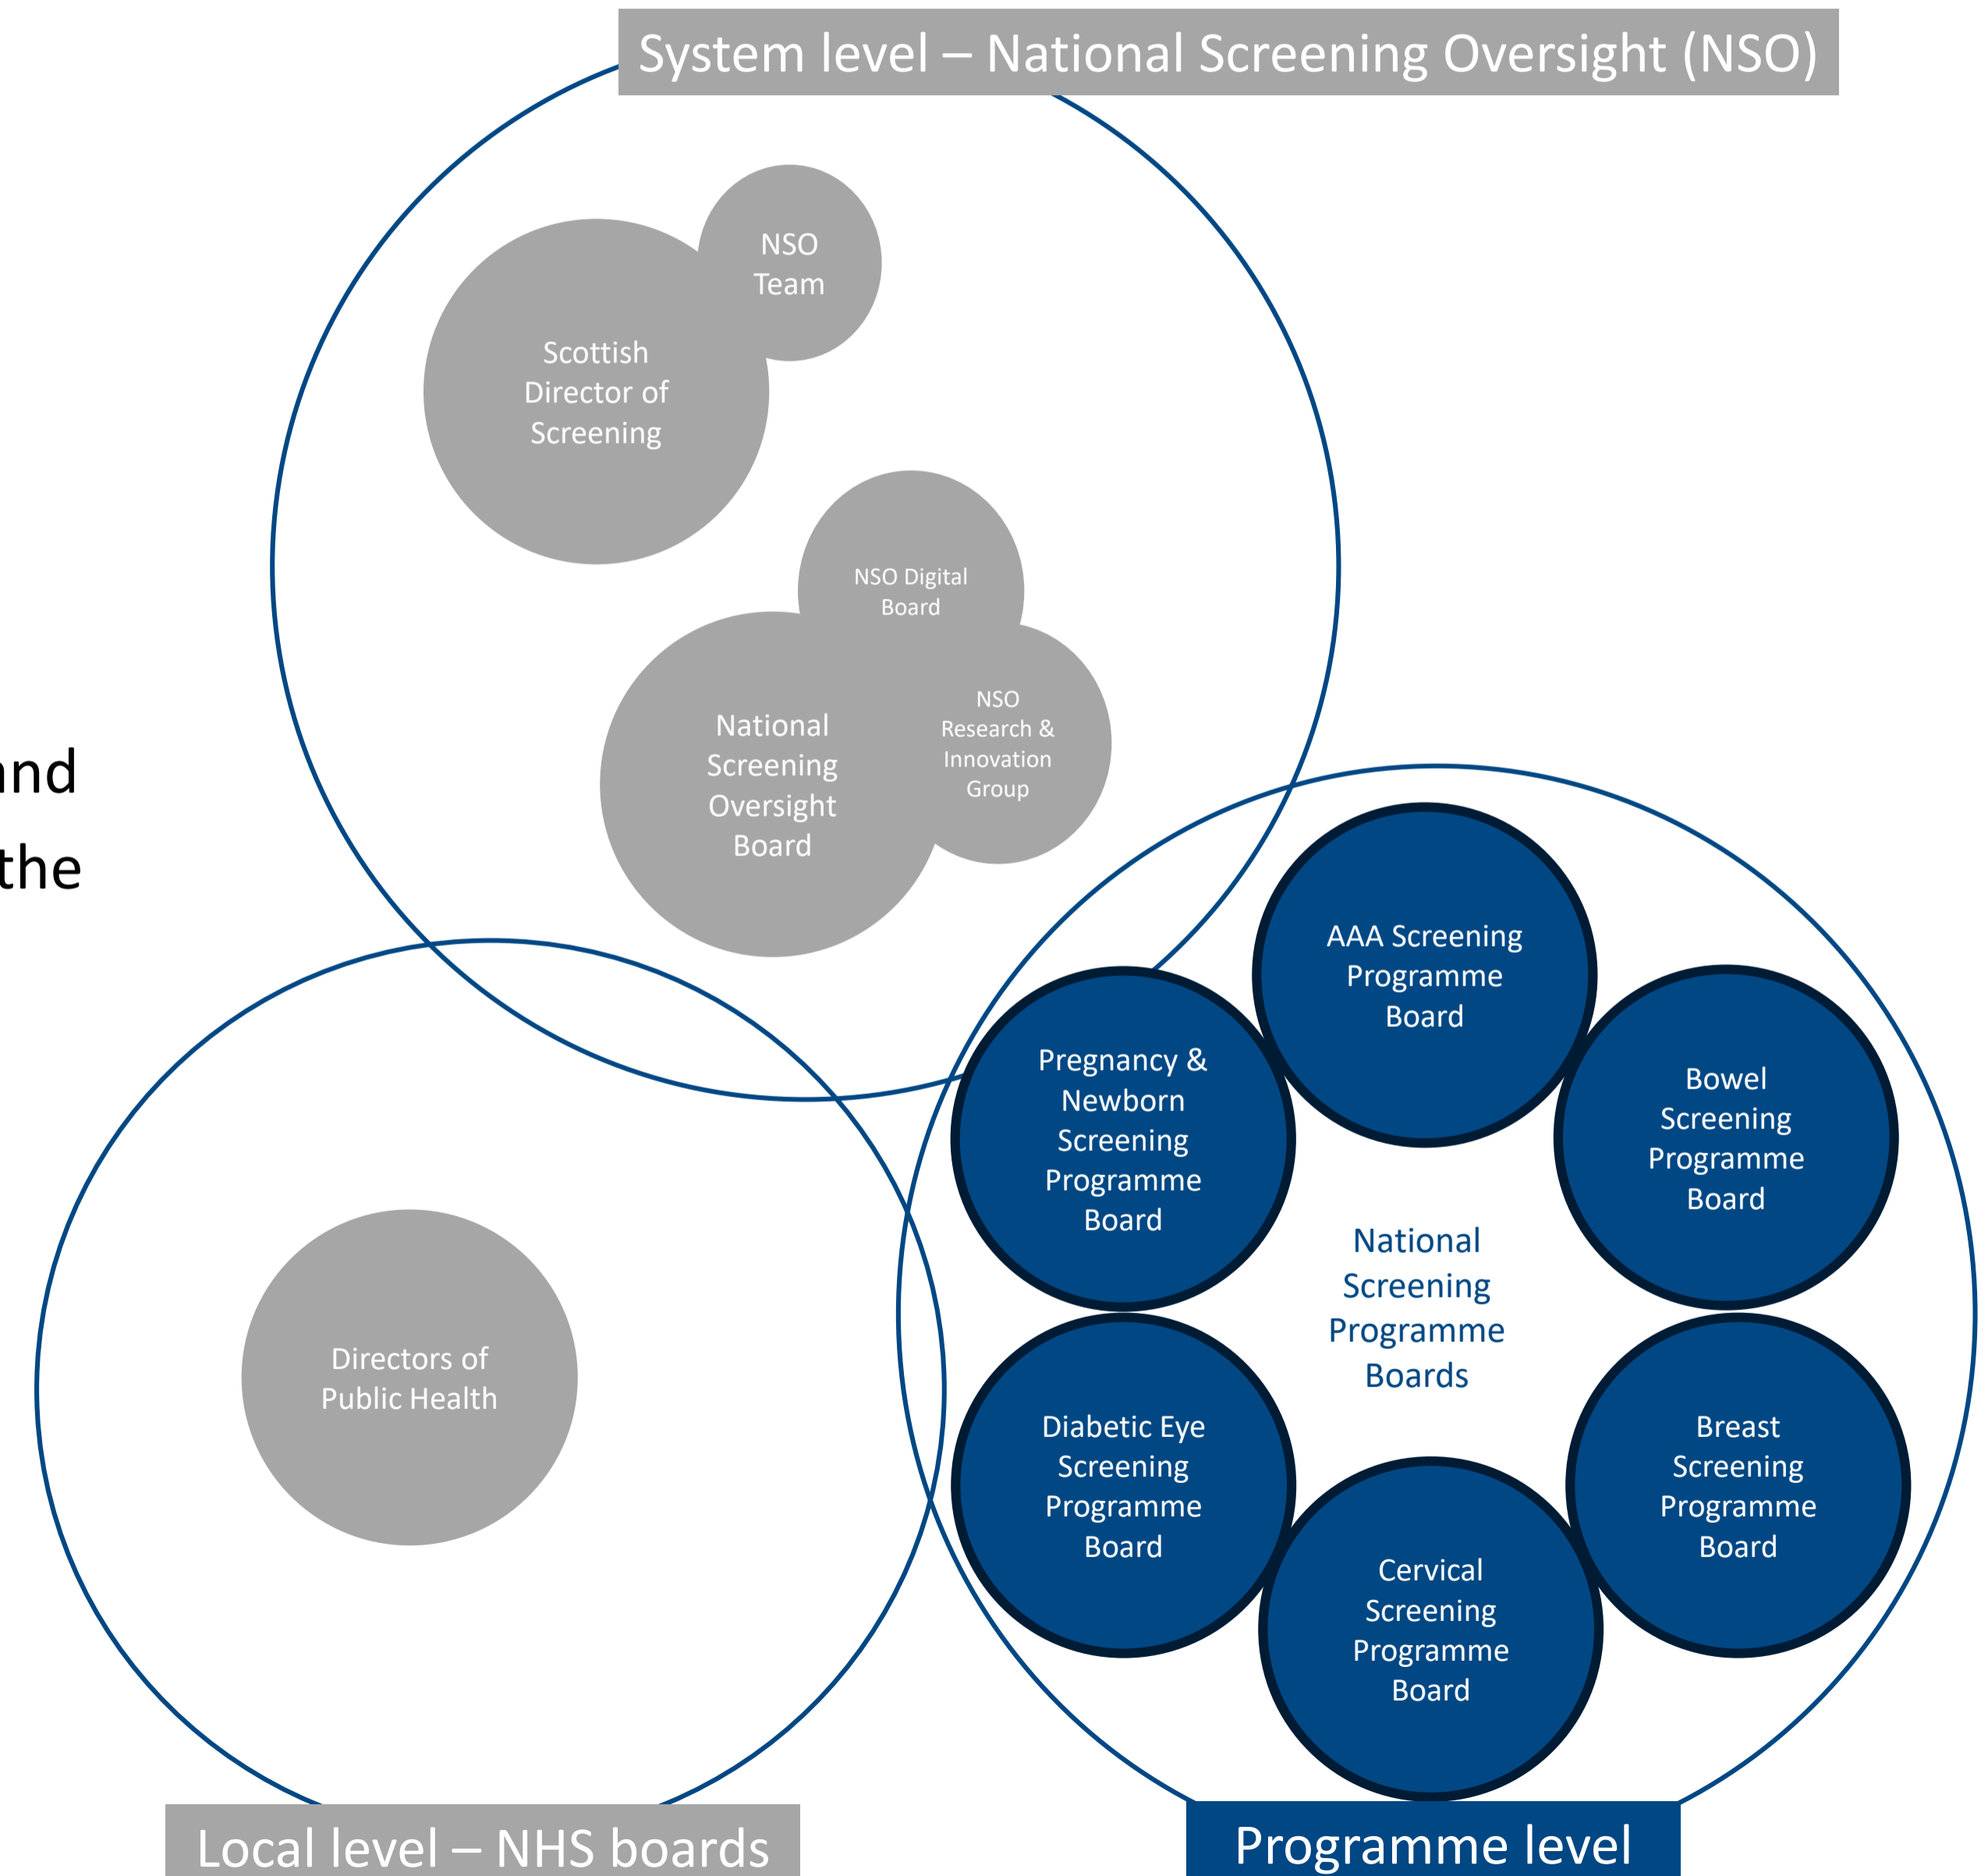 System level – National Screening Oversight (NSO)
NSO
Team
Scottish
Director of
Screening
NSO Digital
Board
NSO
Research &
Innovation
Group
National
Screening
Oversight
Board
and
the
AAA Screening
Programme
Board
Pregnancy &
Newborn
Screening
Programme
Board
Bowel
Screening
Programme
Board
National
Screening
Programme
Boards
Directors of
Public Health
Diabetic Eye
Screening
Programme
Board
Breast
Screening
Programme
Board
Cervical
Screening
Programme
Board
Local level – NHS boards
Programme level